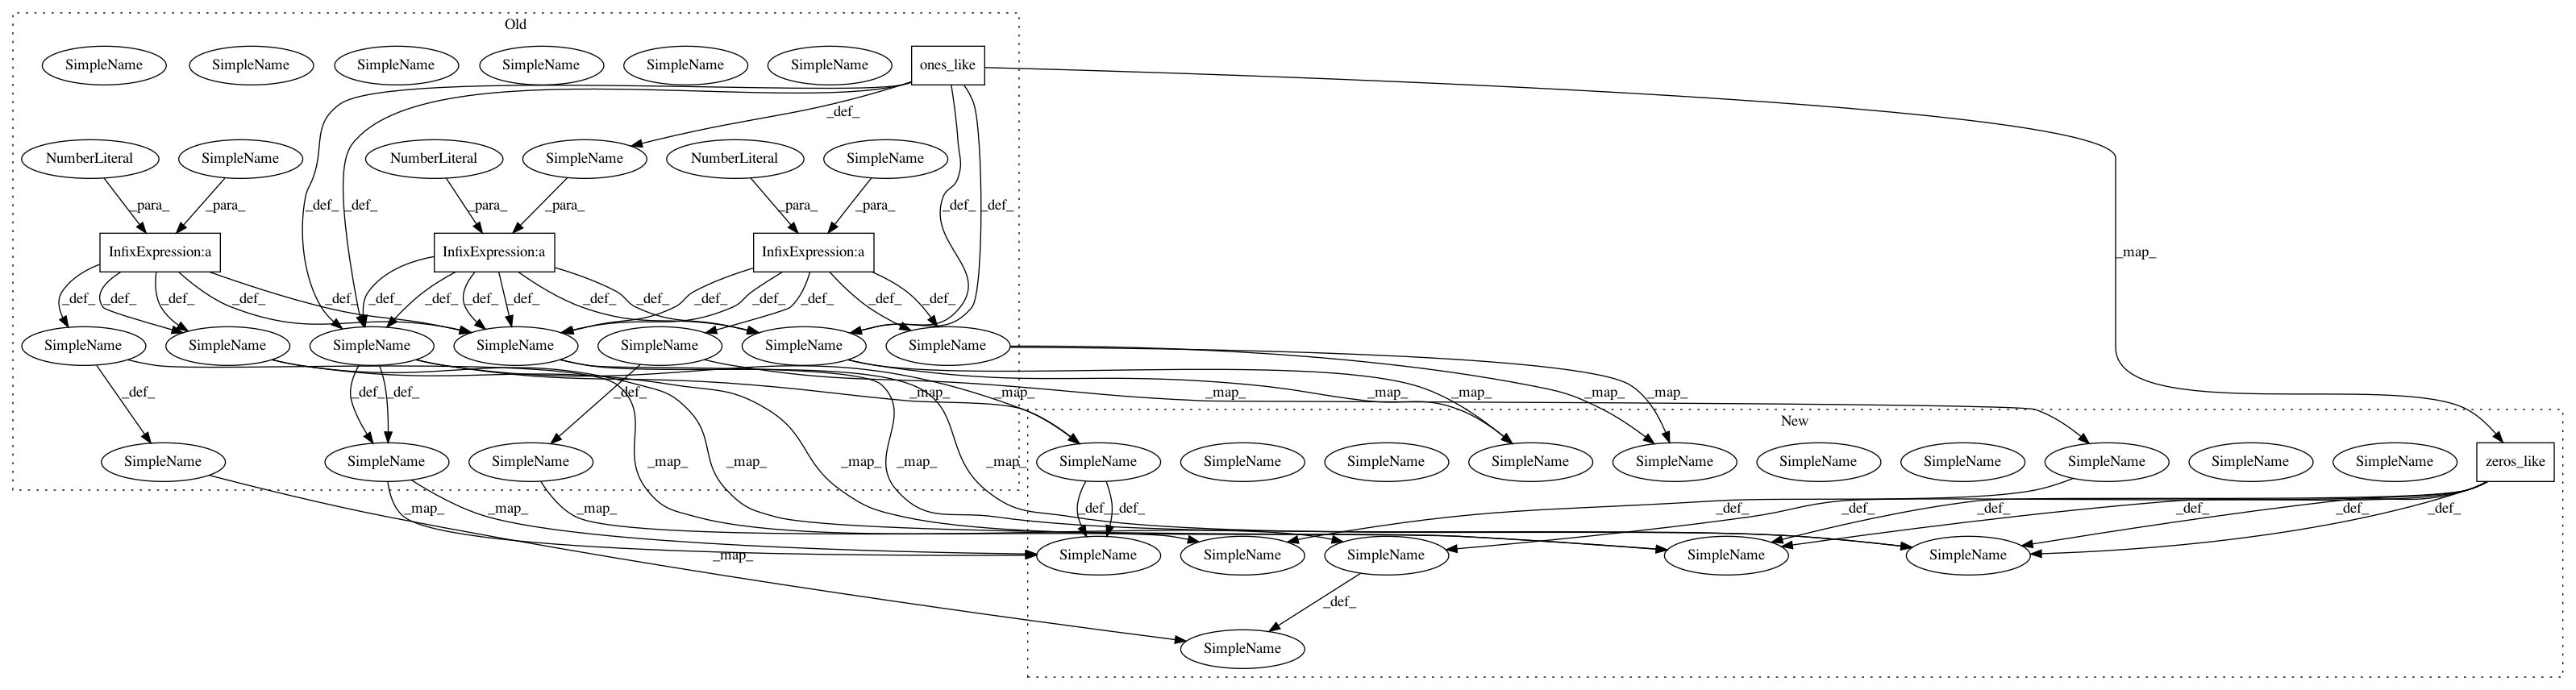 Old
SimpleName SimpleName SimpleName SimpleName SimpleName SimpleName ones_like
_def_
NumberLiteral SimpleName NumberLiteral SimpleName NumberLiteral SimpleName
_para_ _para_ _def_ _def_ _para_ _para_ _para_ _para_ _def_ _def_
InfixExpression:a InfixExpression:a InfixExpression:a _map_
_def_ _def_ _def_ _def_ _def_ _def_ _def_ _def_ _def_ _def_ _def_ _def_ _def_ _def_ _def_ _def_
SimpleName SimpleName SimpleName SimpleName SimpleName SimpleName SimpleName
_def_ _def_ _def_ _def_ _map_ _map_ _map_ _map_ _map_ _map_
New
SimpleName SimpleName SimpleName _map_ _map_ _map_ _map_ _map_ SimpleName SimpleName SimpleName SimpleName SimpleName SimpleName SimpleName SimpleName SimpleName SimpleName zeros_like
_map_ _map_ _map_ _def_ _def_ _def_ _def_ _def_ _def_ _def_
SimpleName SimpleName SimpleName SimpleName SimpleName
_map_
_def_
SimpleName